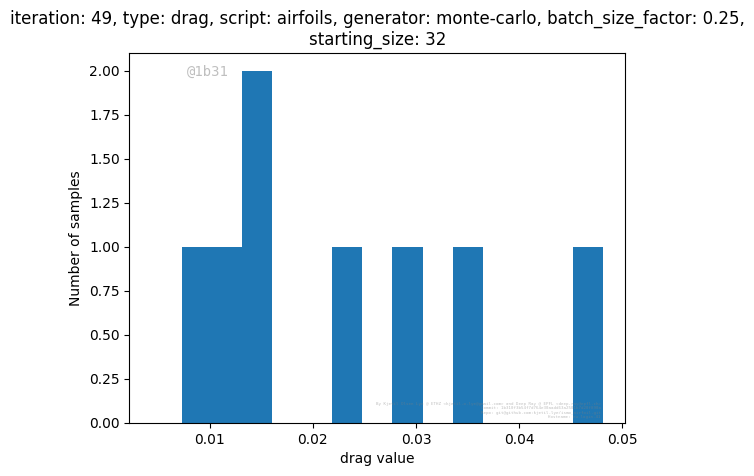 iteration: 49, type: drag, script: airfoils, generator: monte-carlo, batch_size_factor: 0.25,
starting_size: 32
@1b31
2.00
1.75
1.50
1.25
1.00
0.75
0.50
0.25
0.00
Number of samples
0.01 0.02 0.03 0.04 0.05
drag value